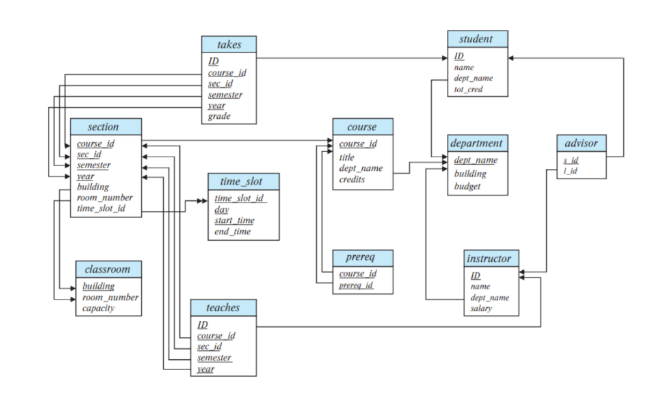 takes
ID
course_id
sec_id
semester
year
grade
student
ID
name
dept_name
tot_cred
section
course_id
sec_id
semester
year
building
room_number
time_slot_id
course
course_id
title
dept_name
credits
department
dept_name
building
budget
advisor
s_id
i_id
time_slot
time_slot_id
day
start_time
end_time
classroom
building
room_number
capacity
prereq
course_id
prereq_id
instructor
ID
name
dept_name
salary
teaches
ID
course_id
sec_id
semester
year